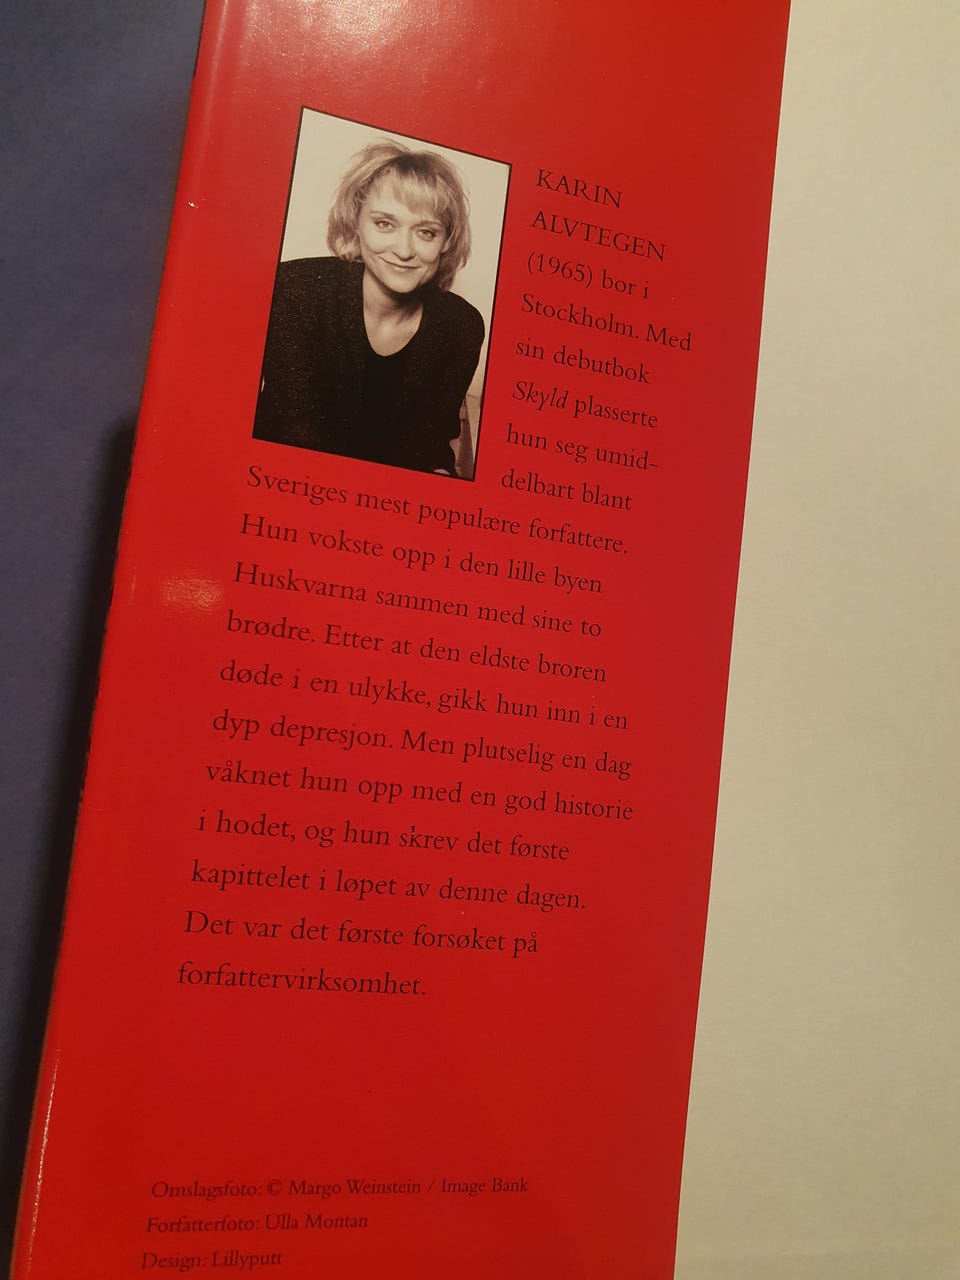 KARIN
ALVTEGEN
(1965) bor i
Stockholm. Med
sin debutbok
Skyld plasserte
hun seg umid-
delbart blant
Sveriges mest populære forfattere.
Hun vokste opp i den lille byen
Huskvarna sammen med sine to
brødre. Etter at den eldste broren
døde i en ulykke, gikk hun inn i en
dyp depresjon. Men plutselig en dag
våknet hun opp med en god historie
i hodet, og hun skrev det første
kapittelet i løpet av denne dagen.
Det var det første forsøket på
forfattervirksomhet.
Omslagsfoto: © Margo Weinstein / Image Bank
Forfatterfoto: Ulla Montan
Design: Lillyputt